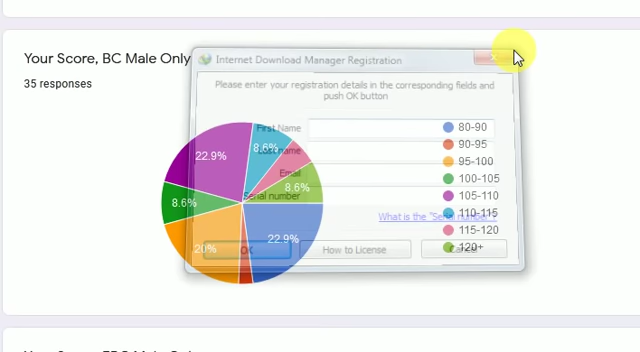 Your Score, BC Male Only
35 responses
Internet Download Manager Registration
Please enter your registration details in the corresponding fields and
push OK button
First Name
Last name
Email
Serial number
What is the "Serial number"?
OK
How to License
Cancel
22.9%
8.6%
8.6%
8.6%
20%
22.9%
80-90
90-95
95-100
100-105
105-110
110-115
115-120
120+